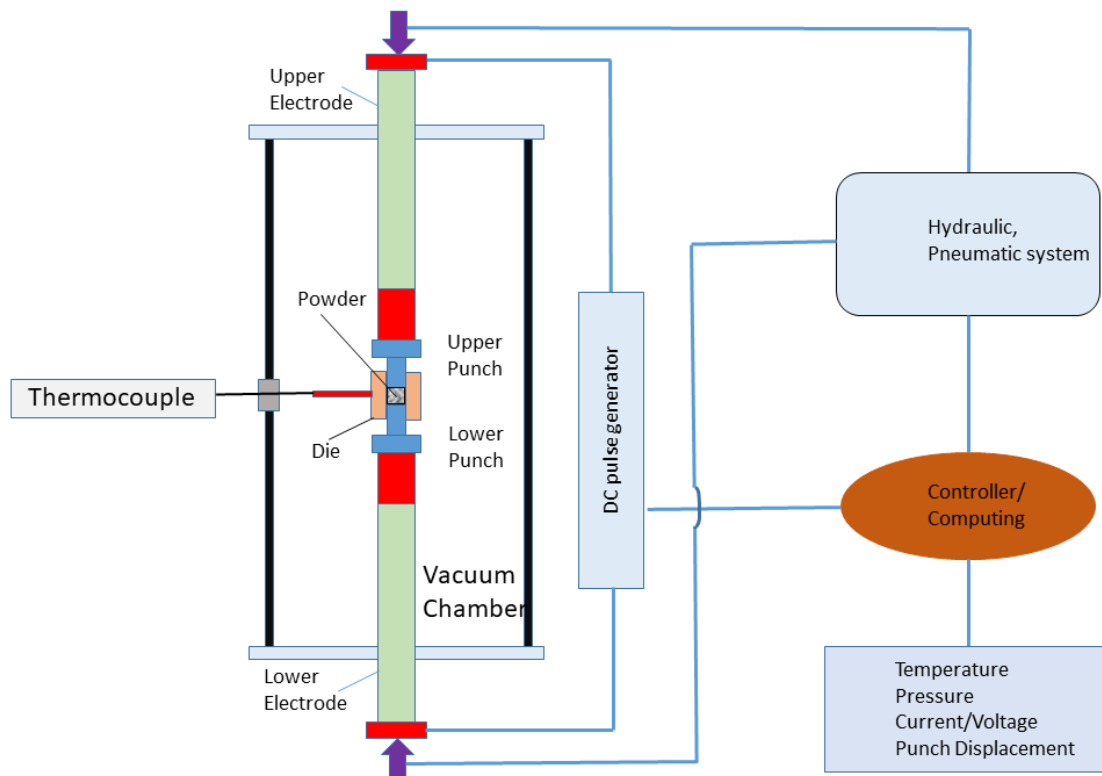 Upper
Electrode
Hydraulic,
Pneumatic system
Powder
Upper
Punch
Thermocouple
Die
Lower
Punch
DC pulse generator
Controller/
Computing
Vacuum
Chamber
Lower
Electrode
Temperature
Pressure
Current/Voltage
Punch Displacement